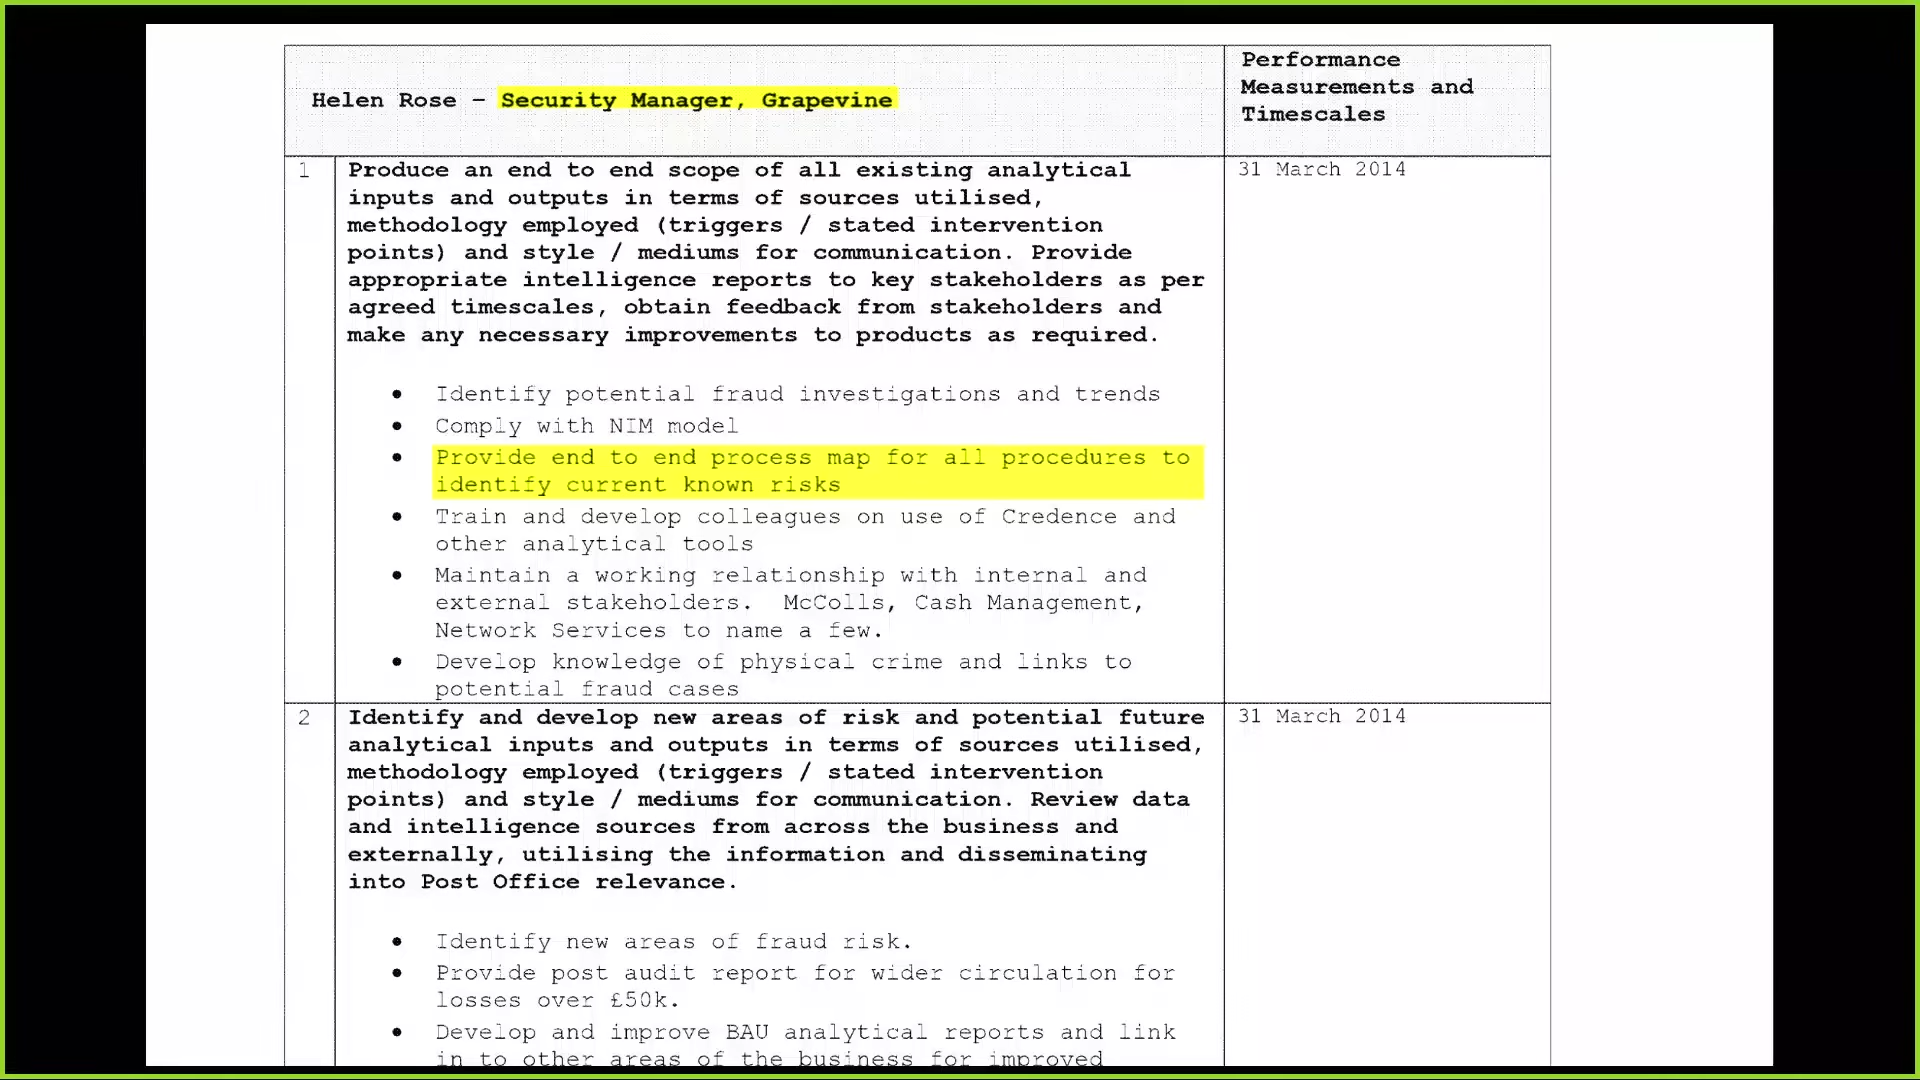 Helen Rose – Security Manager, Grapevine
Performance
Measurements and
Timescales
1
Produce an end to end scope of all existing analytical
inputs and outputs in terms of sources utilised,
methodology employed (triggers / stated intervention
points) and style / mediums for communication. Provide
appropriate intelligence reports to key stakeholders as per
agreed timescales, obtain feedback from stakeholders and
make any necessary improvements to products as required.
31 March 2014
• Identify potential fraud investigations and trends
• Comply with NIM model
• Provide end to end process map for all procedures to
identify current known risks
• Train and develop colleagues on use of Credence and
other analytical tools
• Maintain a working relationship with internal and
external stakeholders. McColls, Cash Management,
Network Services to name a few.
• Develop knowledge of physical crime and links to
potential fraud cases
2
Identify and develop new areas of risk and potential future
analytical inputs and outputs in terms of sources utilised,
methodology employed (triggers / stated intervention
points) and style / mediums for communication. Review data
and intelligence sources from across the business and
externally, utilising the information and disseminating
into Post Office relevance.
31 March 2014
• Identify new areas of fraud risk.
• Provide post audit report for wider circulation for
losses over £50k.
• Develop and improve BAU analytical reports and link
in to other areas of the business for improved